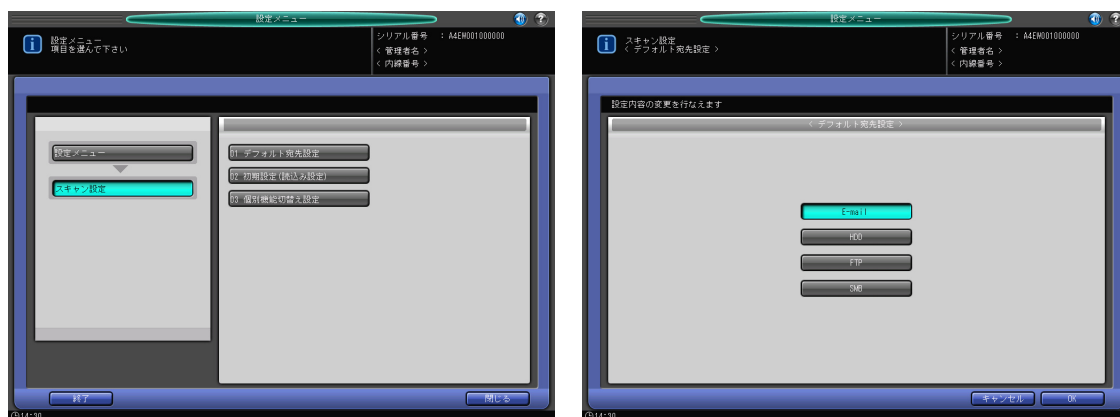 設定メニュー
設定メニュー
項目を選んで下さい
シリアル番号 : A4EW001000000
< 管理者名 >
< 内線番号 >
設定メニュー
スキャン設定
01 デフォルト宛先設定
02 初期設定(読込み設定)
03 個別機能切替え設定
終了
閉じる
14:30
設定メニュー
スキャン設定
< デフォルト宛先設定 >
シリアル番号 : A4EW001000000
< 管理者名 >
< 内線番号 >
設定内容の変更を行なえます
< デフォルト宛先設定 >
E-mail
HDD
FTP
SMB
キャンセル
OK
14:30